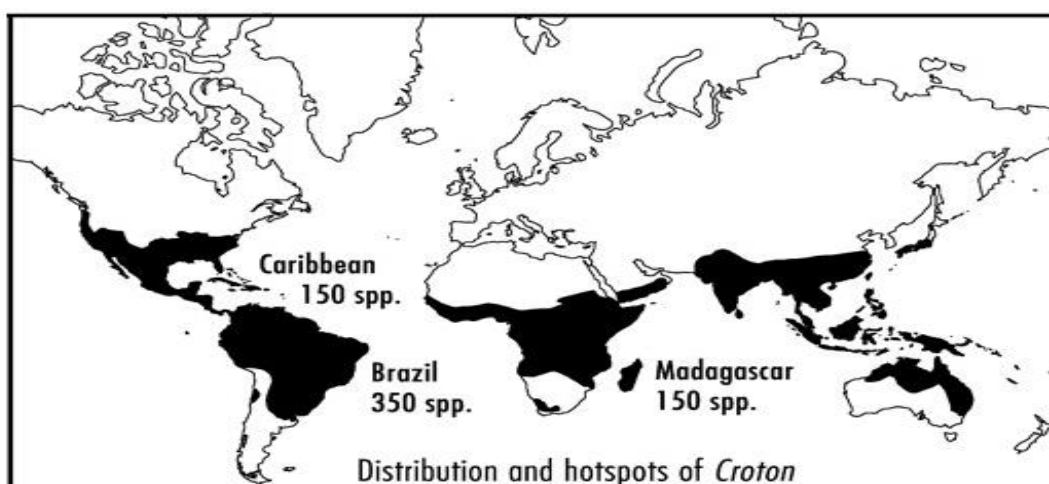 Caribbean
150 spp.
Brazil
350 spp.
Madagascar
150 spp.
Distribution and hotspots of Croton